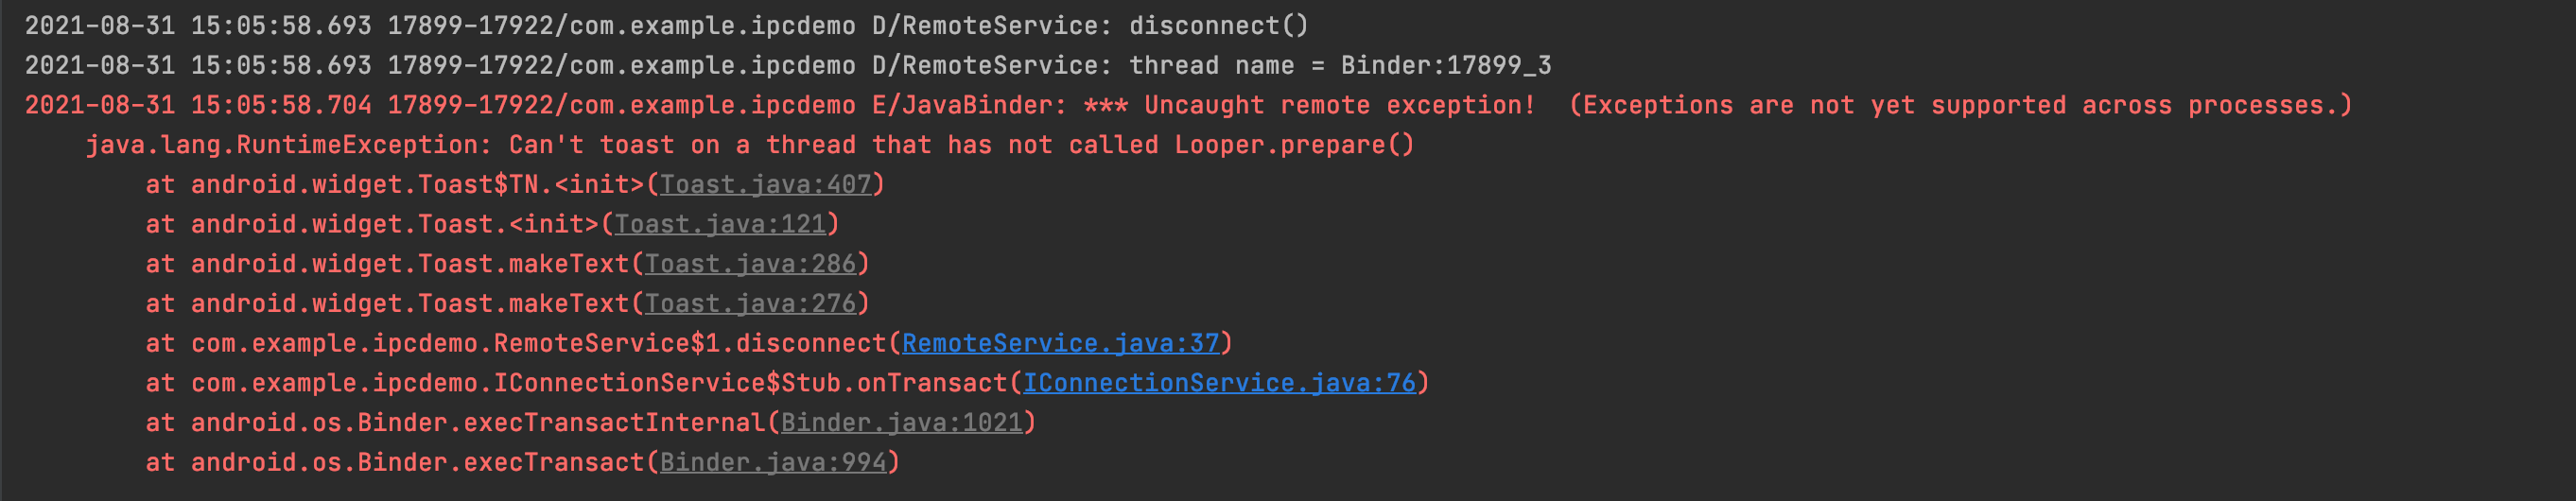 2021-08-31 15:05:58.693 17899-17922/com.example.ipcdemo D/RemoteService: disconnect()
2021-08-31 15:05:58.693 17899-17922/com.example.ipcdemo D/RemoteService: thread name = Binder:17899_3
2021-08-31 15:05:58.704 17899-17922/com.example.ipcdemo E/JavaBinder: *** Uncaught remote exception!  (Exceptions are not yet supported across processes.)
    java.lang.RuntimeException: Can't toast on a thread that has not called Looper.prepare()
        at android.widget.Toast$TN.<init>(Toast.java:407)
        at android.widget.Toast.<init>(Toast.java:121)
        at android.widget.Toast.makeText(Toast.java:286)
        at android.widget.Toast.makeText(Toast.java:276)
        at com.example.ipcdemo.RemoteService$1.disconnect(RemoteService.java:37)
        at com.example.ipcdemo.IConnectionService$Stub.onTransact(IConnectionService.java:76)
        at android.os.Binder.execTransactInternal(Binder.java:1021)
        at android.os.Binder.execTransact(Binder.java:994)